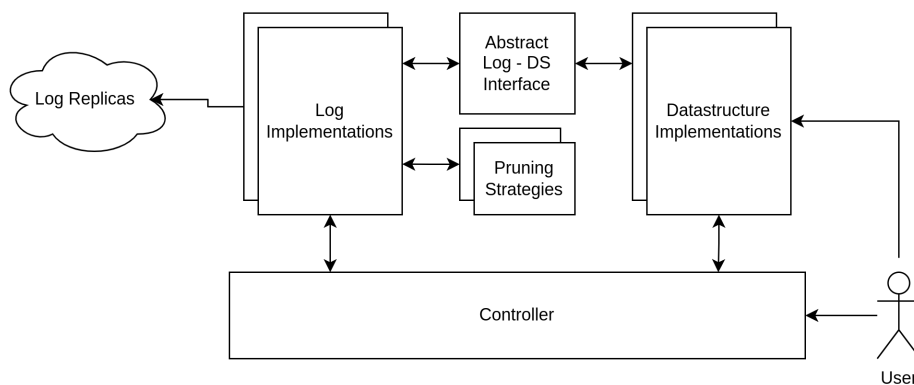 Abstract
Log - DS
Interface
Log Replicas
Log
Implementations
Datastructure
Implementations
Pruning
Strategies
Controller
User